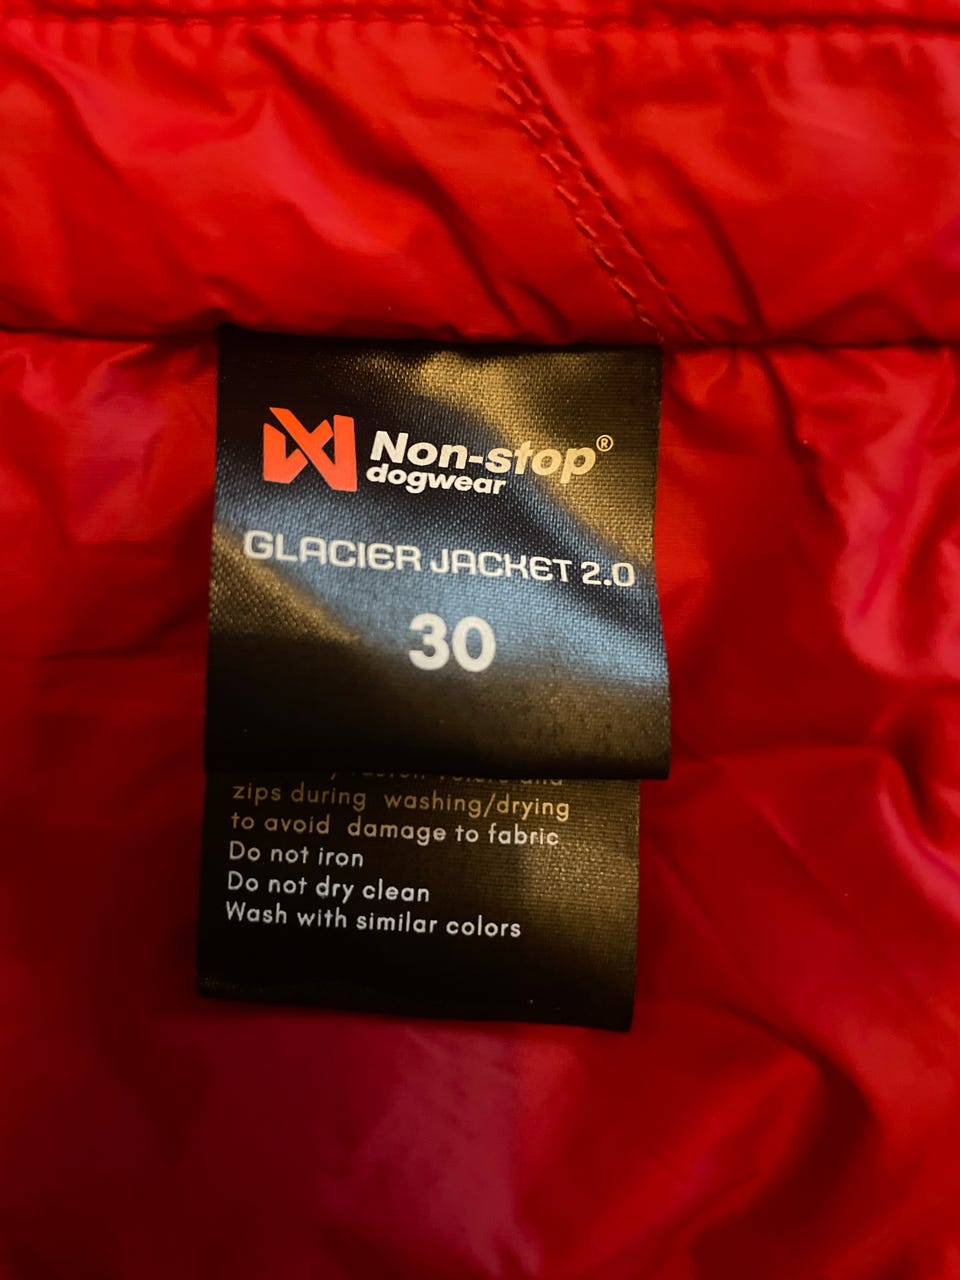 Non-stop®
dogwear
GLACIER JACKET 2.0
30
and
zips during washing/drying
to avoid damage to fabric
Do not iron
Do not dry clean
Wash with similar colors